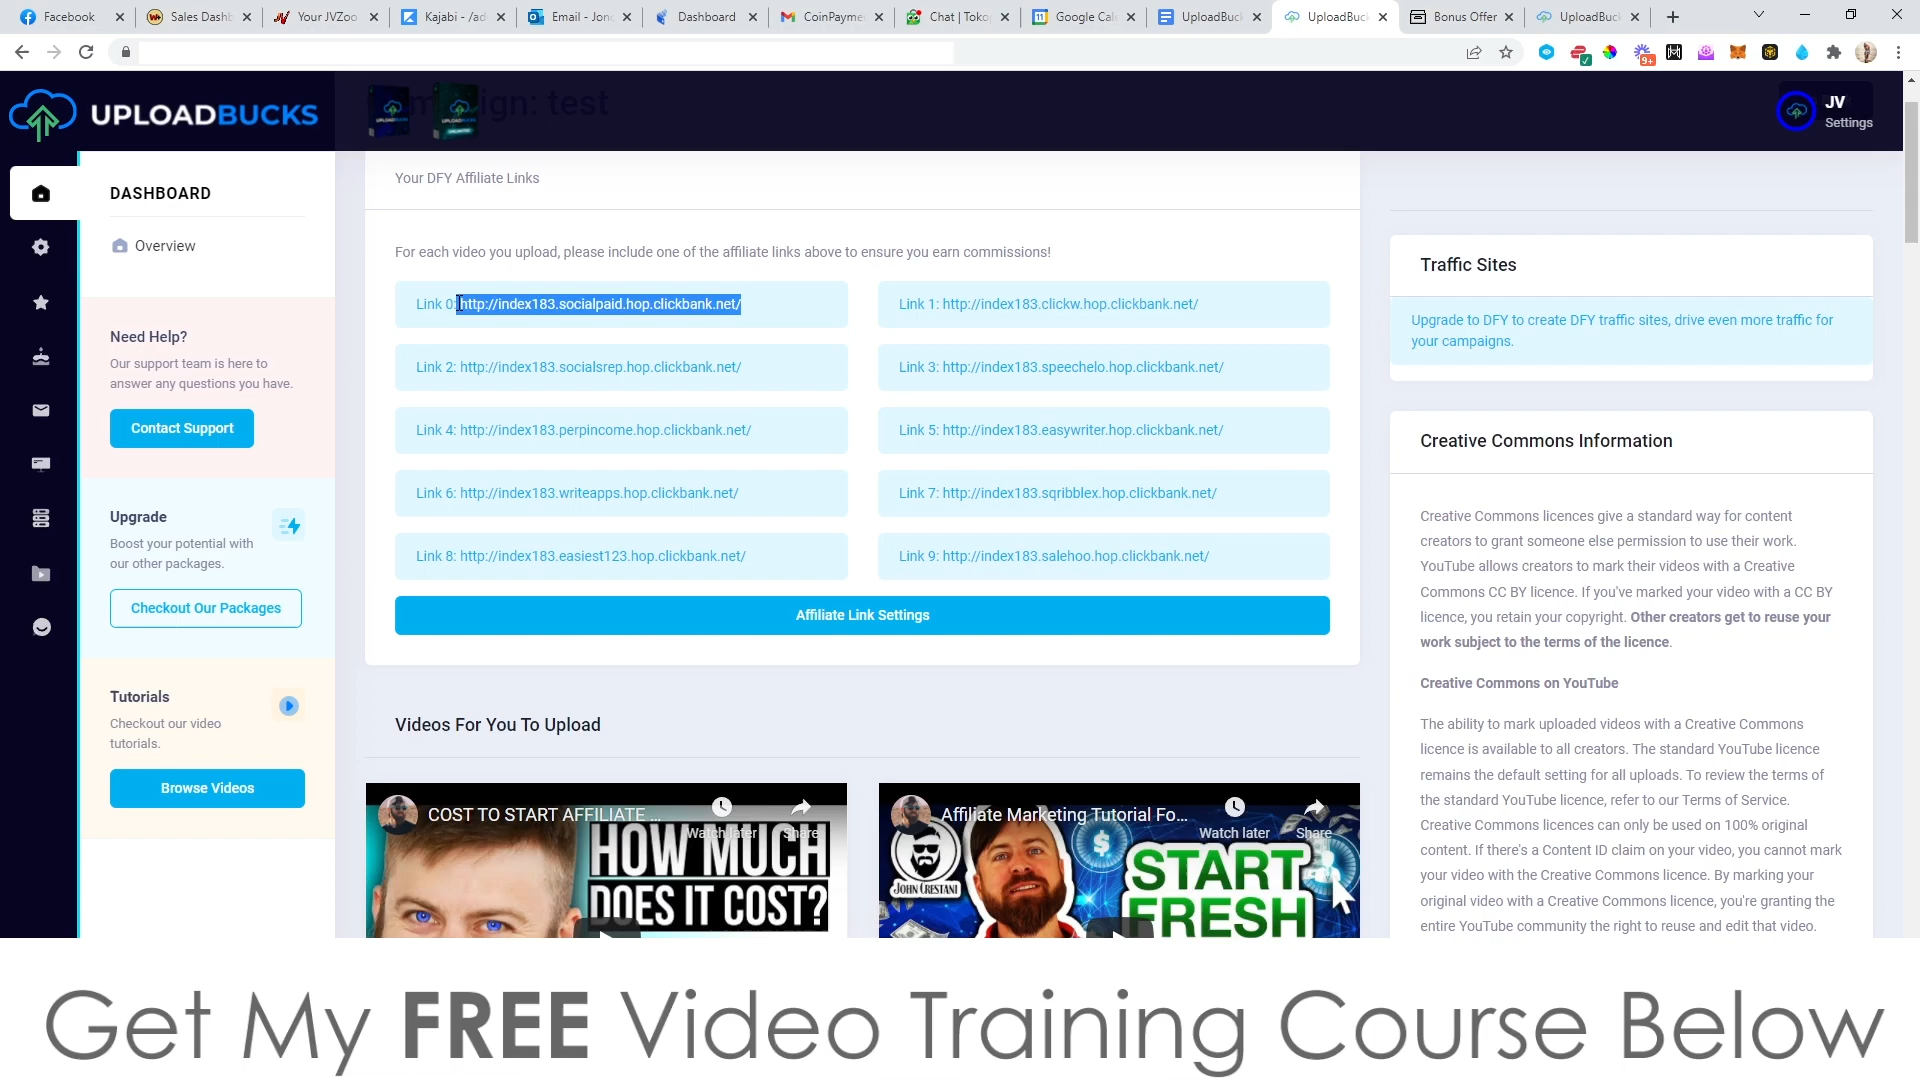 Facebook
Sales Dashb
Your JVZoo
Kajabi - /ad
Email - Jon
Dashboard
CoinPayme
Chat | Toko
Google Cal
UploadBuc
UploadBuc
Bonus Offer
UploadBuc
9+
UPLOADBUCKS
ign: test
JV
Settings
DASHBOARD
Overview
Need Help?
Our support team is here to
answer any questions you have.
Contact Support
Upgrade
Boost your potential with
our other packages.
Checkout Our Packages
Tutorials
Checkout our video
tutorials.
Browse Videos
Your DFY Affiliate Links
For each video you upload, please include one of the affiliate links above to ensure you earn commissions!
Link 0: http://index183.socialpaid.hop.clickbank.net/
Link 1: http://index183.clickw.hop.clickbank.net/
Link 2: http://index183.socialsrep.hop.clickbank.net/
Link 3: http://index183.speechelo.hop.clickbank.net/
Link 4: http://index183.perpincome.hop.clickbank.net/
Link 5: http://index183.easywriter.hop.clickbank.net/
Link 6: http://index183.writeapps.hop.clickbank.net/
Link 7: http://index183.sqribblex.hop.clickbank.net/
Link 8: http://index183.easiest123.hop.clickbank.net/
Link 9: http://index183.salehoo.hop.clickbank.net/
Affiliate Link Settings
Videos For You To Upload
COST TO START AFFILIATE ...
Watch later
Share
HOW MUCH
DOES IT COST?
Affiliate Marketing Tutorial Fo...
Watch later
Share
JOHN CRESTANI
START
FRESH
Traffic Sites
Upgrade to DFY to create DFY traffic sites, drive even more traffic for
your campaigns.
Creative Commons Information
Creative Commons licences give a standard way for content
creators to grant someone else permission to use their work.
YouTube allows creators to mark their videos with a Creative
Commons CC BY licence. If you've marked your video with a CC BY
licence, you retain your copyright. Other creators get to reuse your
work subject to the terms of the licence.
Creative Commons on YouTube
The ability to mark uploaded videos with a Creative Commons
licence is available to all creators. The standard YouTube licence
remains the default setting for all uploads. To review the terms of
the standard YouTube licence, refer to our Terms of Service.
Creative Commons licences can only be used on 100% original
content. If there's a Content ID claim on your video, you cannot mark
your video with the Creative Commons licence. By marking your
original video with a Creative Commons licence, you're granting the
entire YouTube community the right to reuse and edit that video.
Get My FREE Video Training Course Below